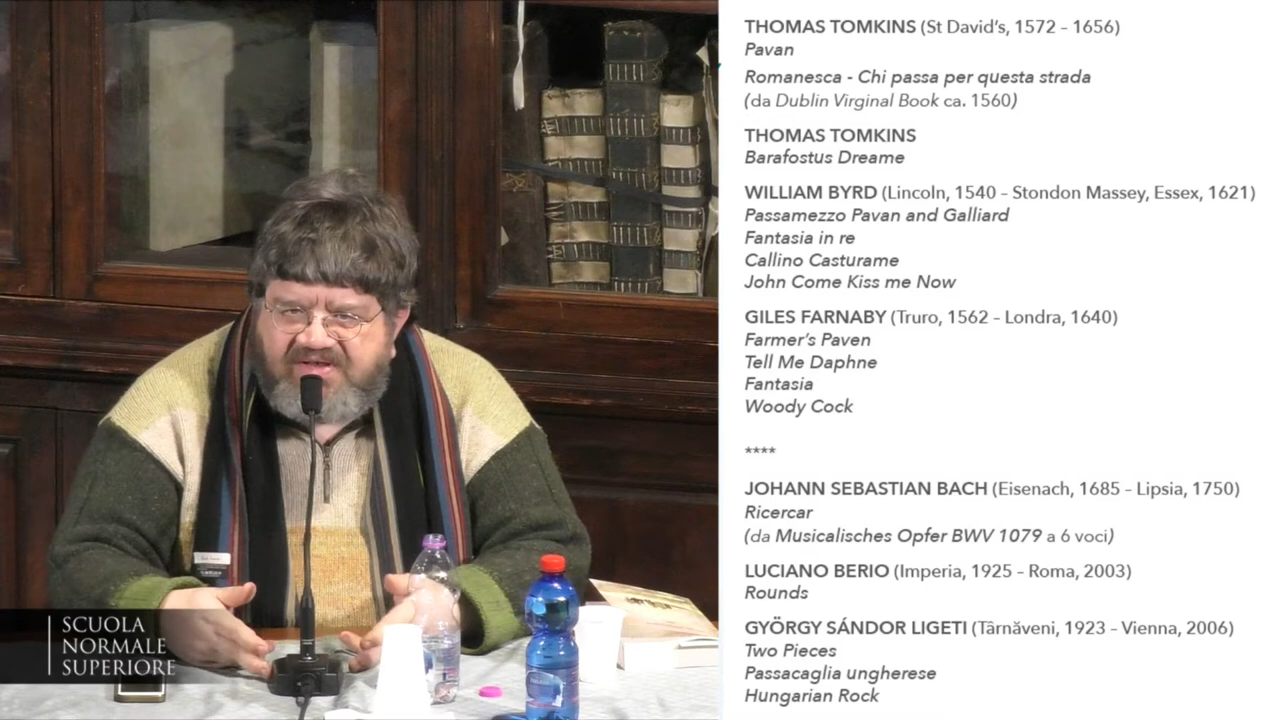 THOMAS TOMKINS (St David's, 1572 – 1656)
Pavan
Romanesca - Chi passa per questa strada
(da Dublin Virginal Book ca. 1560)
THOMAS TOMKINS
Barafostus Dreame
WILLIAM BYRD (Lincoln, 1540 – Stondon Massey, Essex, 1621)
Passamezzo Pavan and Galliard
Fantasia in re
Callino Casturame
John Come Kiss me Now
GILES FARNABY (Truro, 1562 – Londra, 1640)
Farmer's Paven
Tell Me Daphne
Fantasia
Woody Cock
****
JOHANN SEBASTIAN BACH (Eisenach, 1685 – Lipsia, 1750)
Ricercar
(da Musicalisches Opfer BWV 1079 a 6 voci)
LUCIANO BERIO (Imperia, 1925 – Roma, 2003)
Rounds
GYÖRGY SÁNDOR LIGETI (Târnăveni, 1923 – Vienna, 2006)
Two Pieces
Passacaglia ungherese
Hungarian Rock
SCUOLA
NORMALE
SUPERIORE